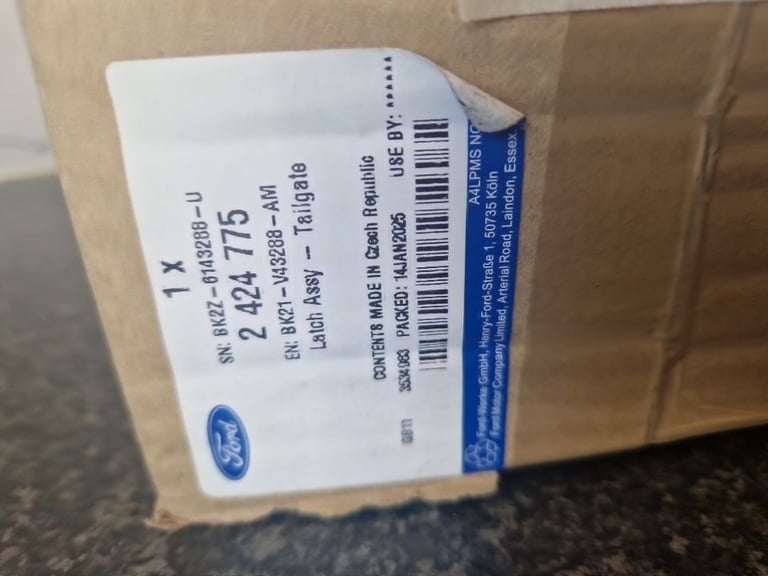 1 X
SN: BK2Z-6143288-U
2 424 775
EN: BK21-V43288-AM
Latch Assy - Tailgate
CONTENTS MADE IN Czech Republic
3534983 PACKED: 14JAN2025 USE BY: ******
GB11
Ford
A4LPMS NO
Ford-Werke GmbH, Henry-Ford-Straße 1, 50735 Köln
Ford Motor Company Limited, Arterial Road, Laindon, Essex